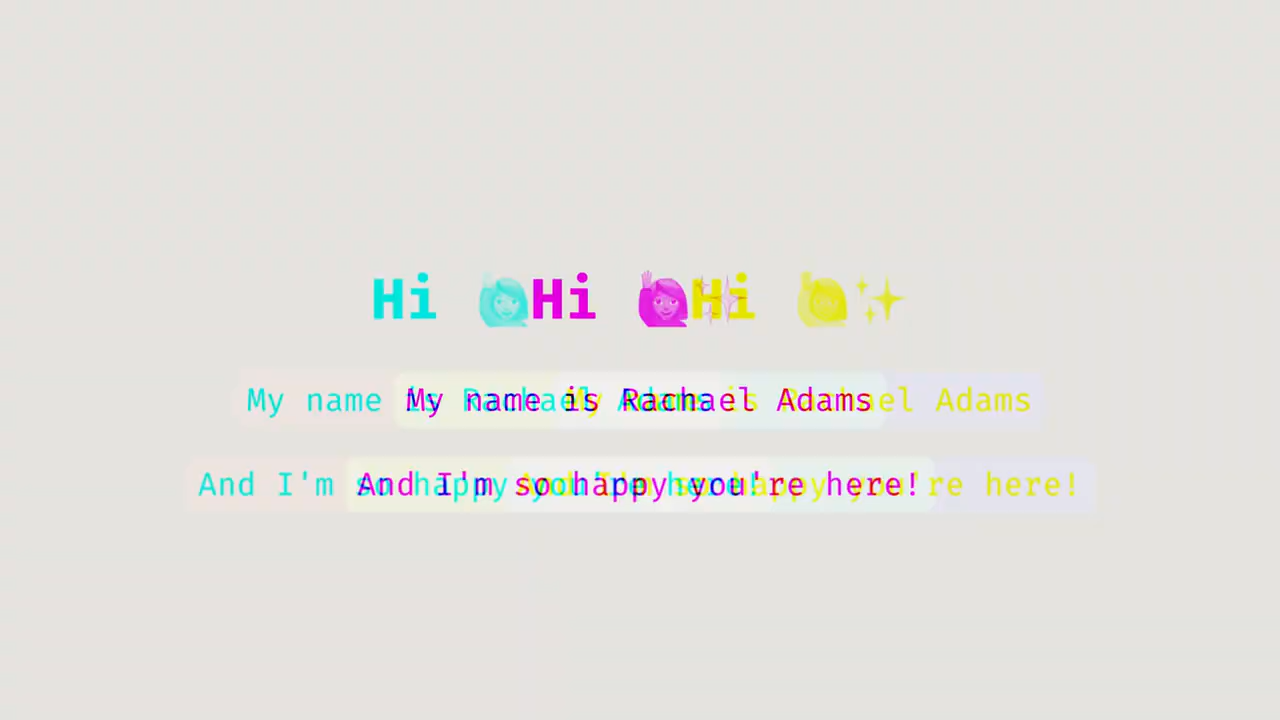 Hi 🙋‍♀️✨
My name is Rachael Adams
And I'm so happy you're here!